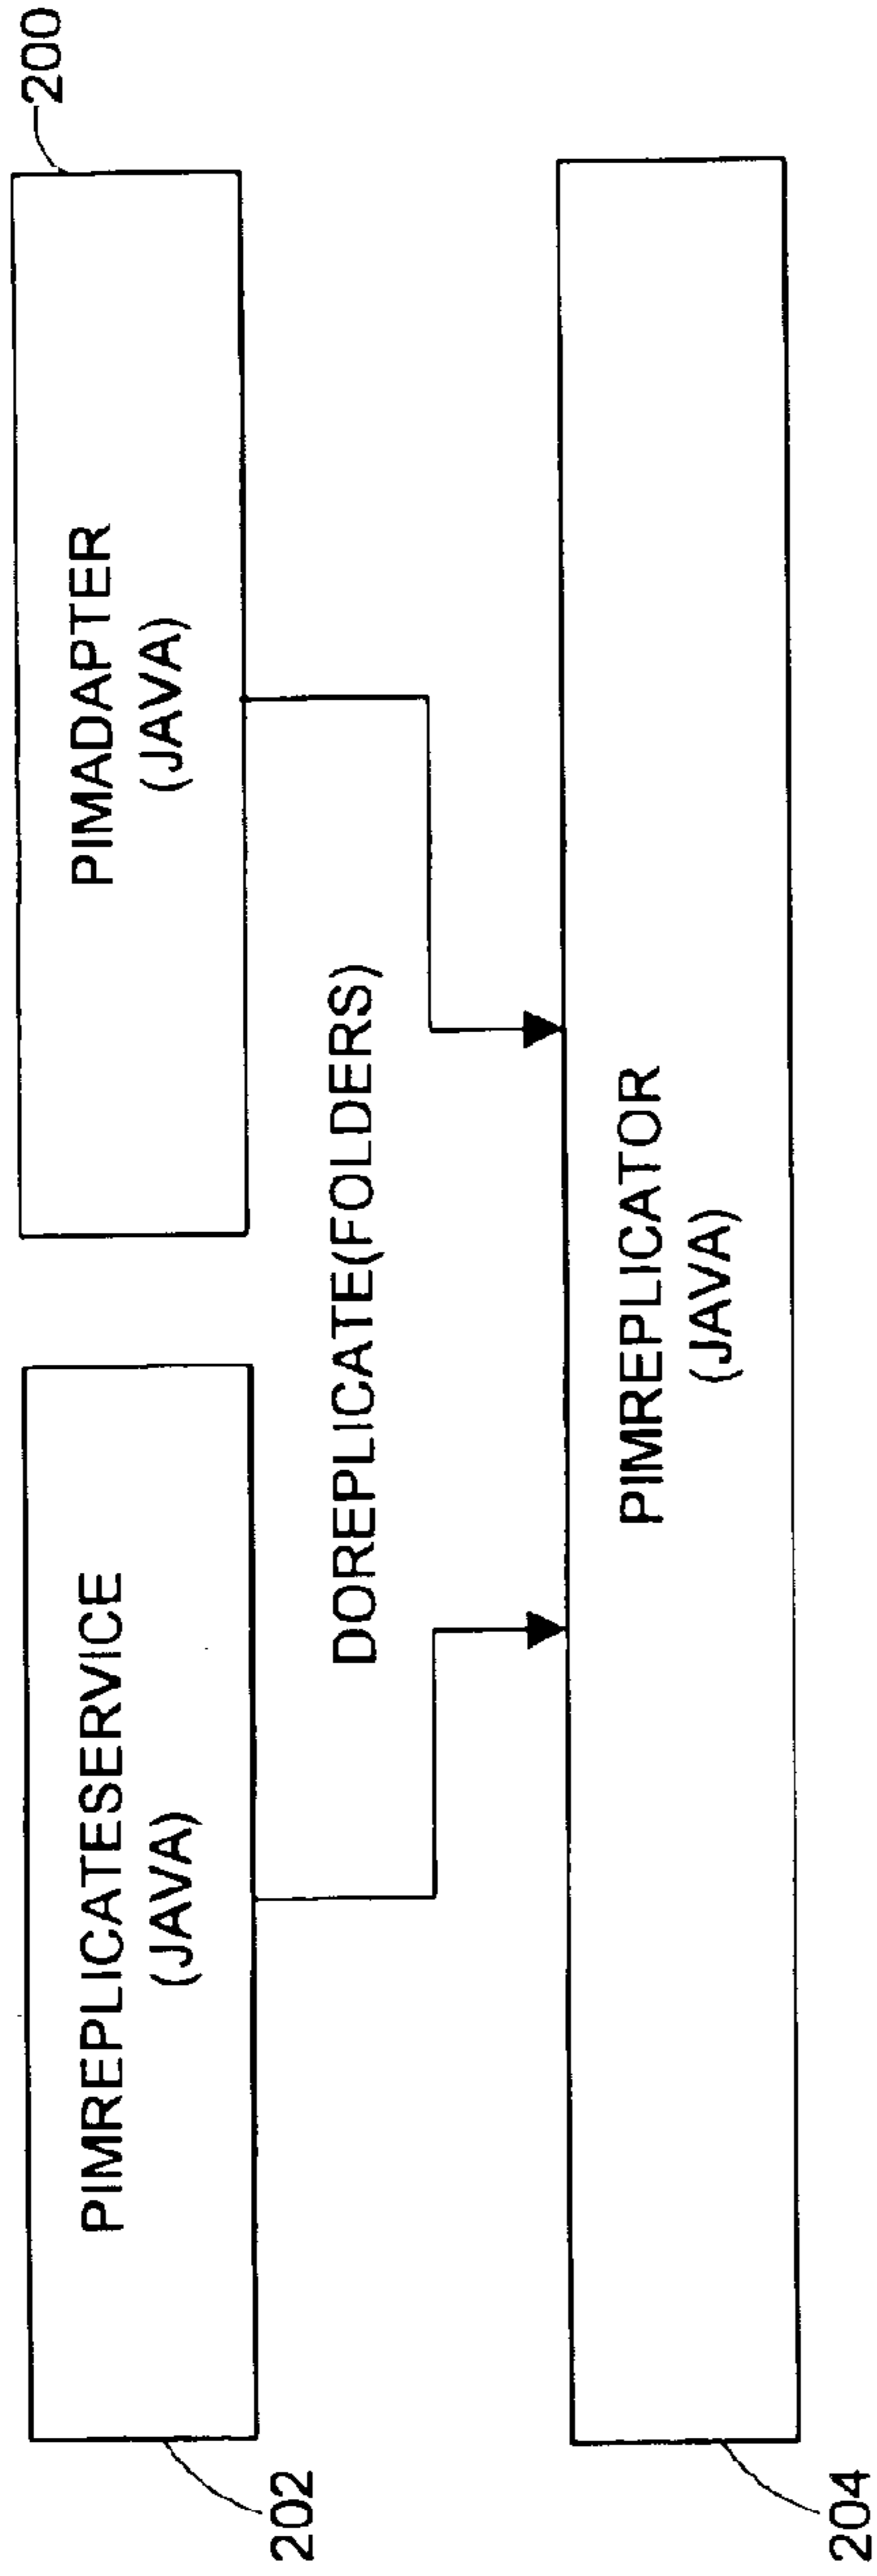 200
PIMREPLICATESERVICE
(JAVA)
PIMADAPTER
(JAVA)
202
DOREPLICATE(FOLDERS)
PIMREPLICATOR
(JAVA)
204